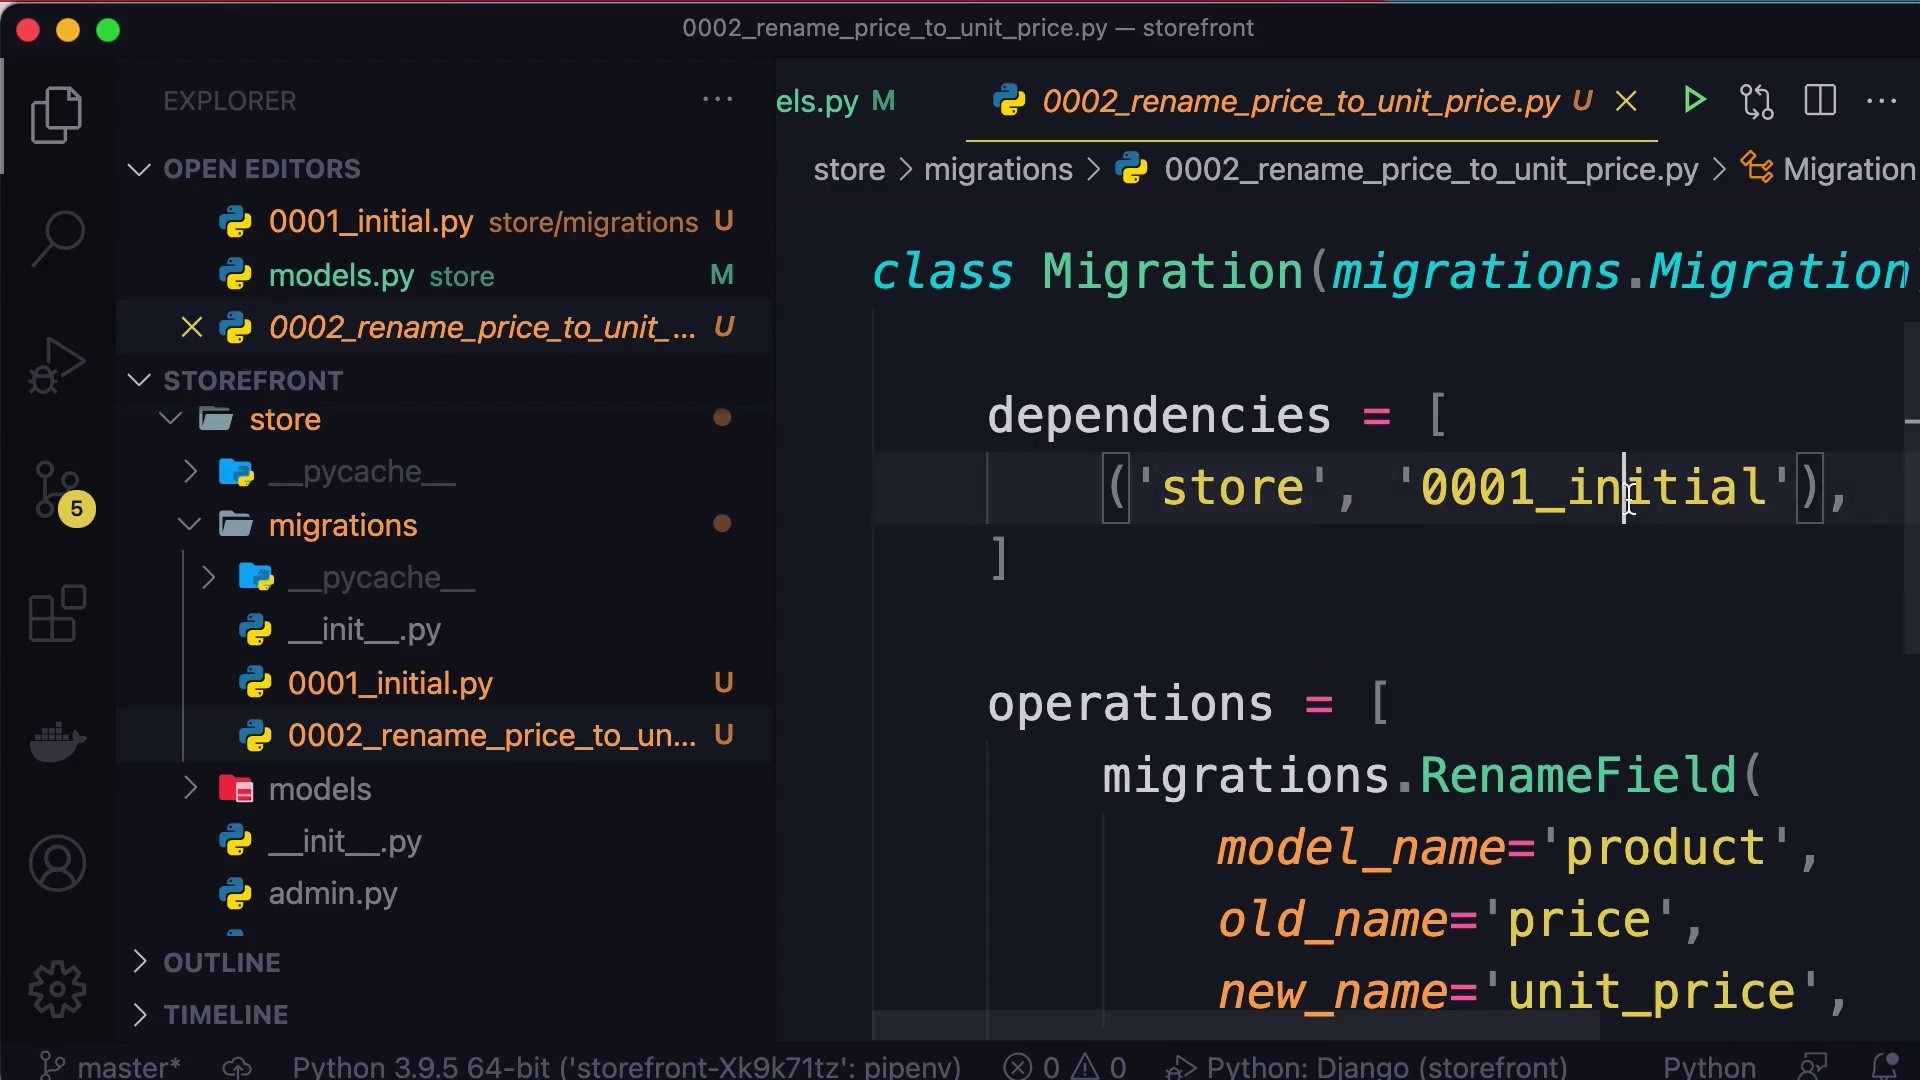 0002_rename_price_to_unit_price.py — storefront
EXPLORER
OPEN EDITORS
0001_initial.py store/migrations U
models.py store M
0002_rename_price_to_unit_... U
STOREFRONT
store
__pycache__
migrations
__pycache__
__init__.py
0001_initial.py U
0002_rename_price_to_un... U
models
__init__.py
admin.py
OUTLINE
TIMELINE
5
els.py M
0002_rename_price_to_unit_price.py U
store > migrations > 0002_rename_price_to_unit_price.py > Migration
class Migration(migrations.Migration
dependencies = [
('store', '0001_initial'),
]
operations = [
migrations.RenameField(
model_name='product',
old_name='price',
new_name='unit_price',
master* Python 3.9.5 64-bit ('storefront-Xk9k71tz': pipenv) 0 0 Python: Django (storefront) Python